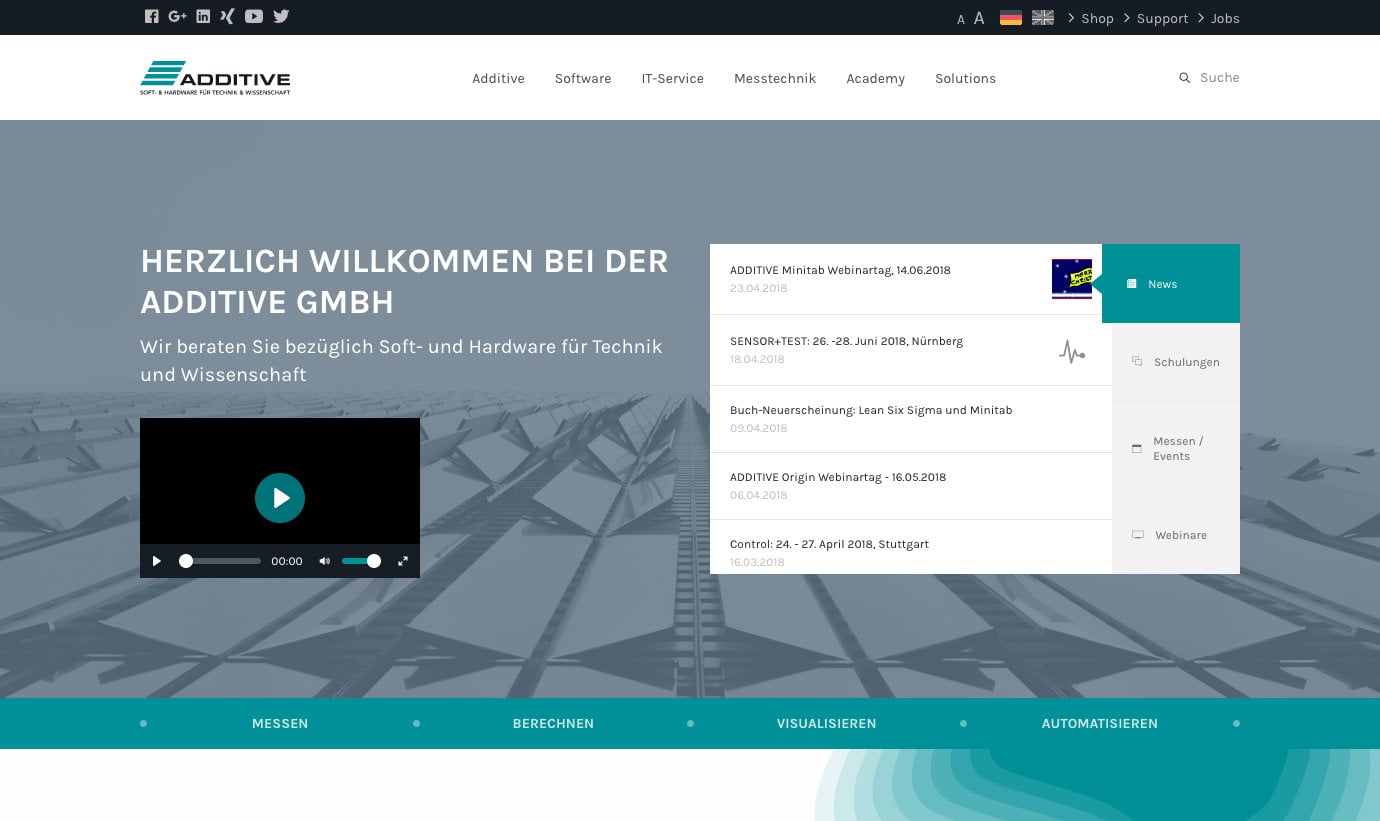 A A
Shop
Support
Jobs
ADDITIVE
SOFT- & HARDWARE FÜR TECHNIK & WISSENSCHAFT
Additive
Software
IT-Service
Messtechnik
Academy
Solutions
Suche
HERZLICH WILLKOMMEN BEI DER
ADDITIVE GMBH
Wir beraten Sie bezüglich Soft- und Hardware für Technik
und Wissenschaft
00:00
ADDITIVE Minitab Webinartag, 14.06.2018
23.04.2018
SENSOR+TEST: 26. -28. Juni 2018, Nürnberg
18.04.2018
Buch-Neuerscheinung: Lean Six Sigma und Minitab
09.04.2018
ADDITIVE Origin Webinartag - 16.05.2018
06.04.2018
Control: 24. - 27. April 2018, Stuttgart
16.03.2018
News
Schulungen
Messen /
Events
Webinare
MESSEN
BERECHNEN
VISUALISIEREN
AUTOMATISIEREN